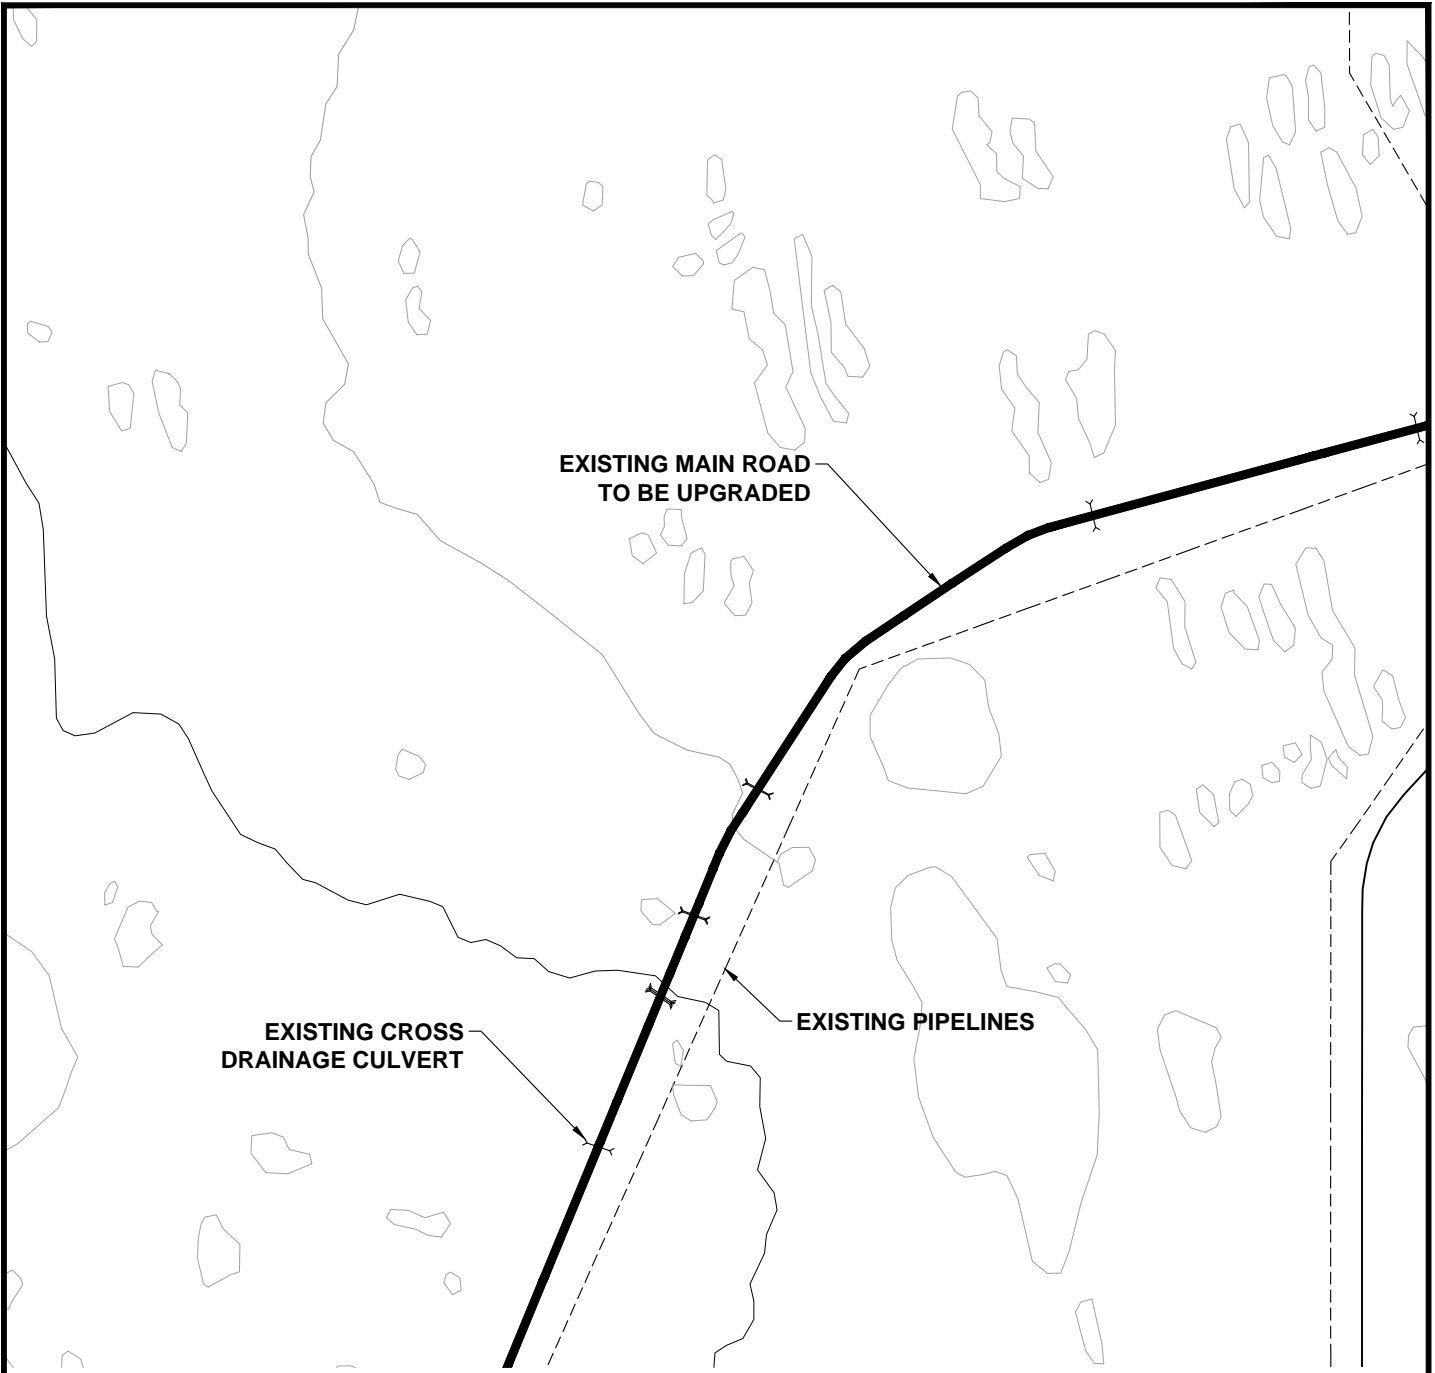 EXISTING MAIN ROAD
TO BE UPGRADED
EXISTING PIPELINES
EXISTING CROSS
DRAINAGE CULVERT